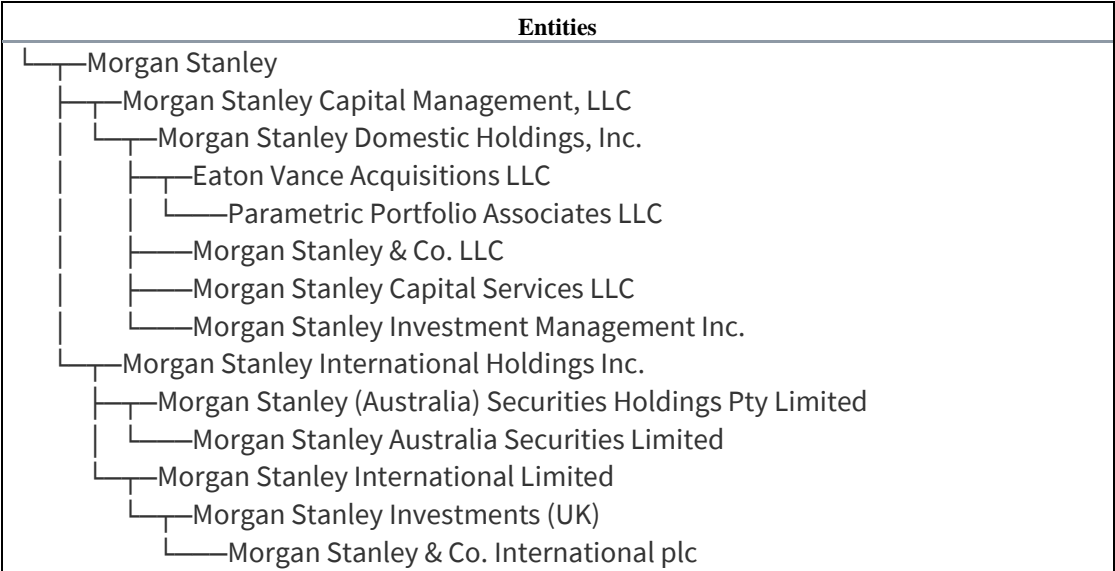 Entities
Morgan Stanley
Morgan Stanley Capital Management, LLC
Morgan Stanley Domestic Holdings, Inc.
Eaton Vance Acquisitions LLC
Parametric Portfolio Associates LLC
Morgan Stanley & Co. LLC
Morgan Stanley Capital Services LLC
Morgan Stanley Investment Management Inc.
Morgan Stanley International Holdings Inc.
Morgan Stanley (Australia) Securities Holdings Pty Limited
Morgan Stanley Australia Securities Limited
Morgan Stanley International Limited
Morgan Stanley Investments (UK)
Morgan Stanley & Co. International plc